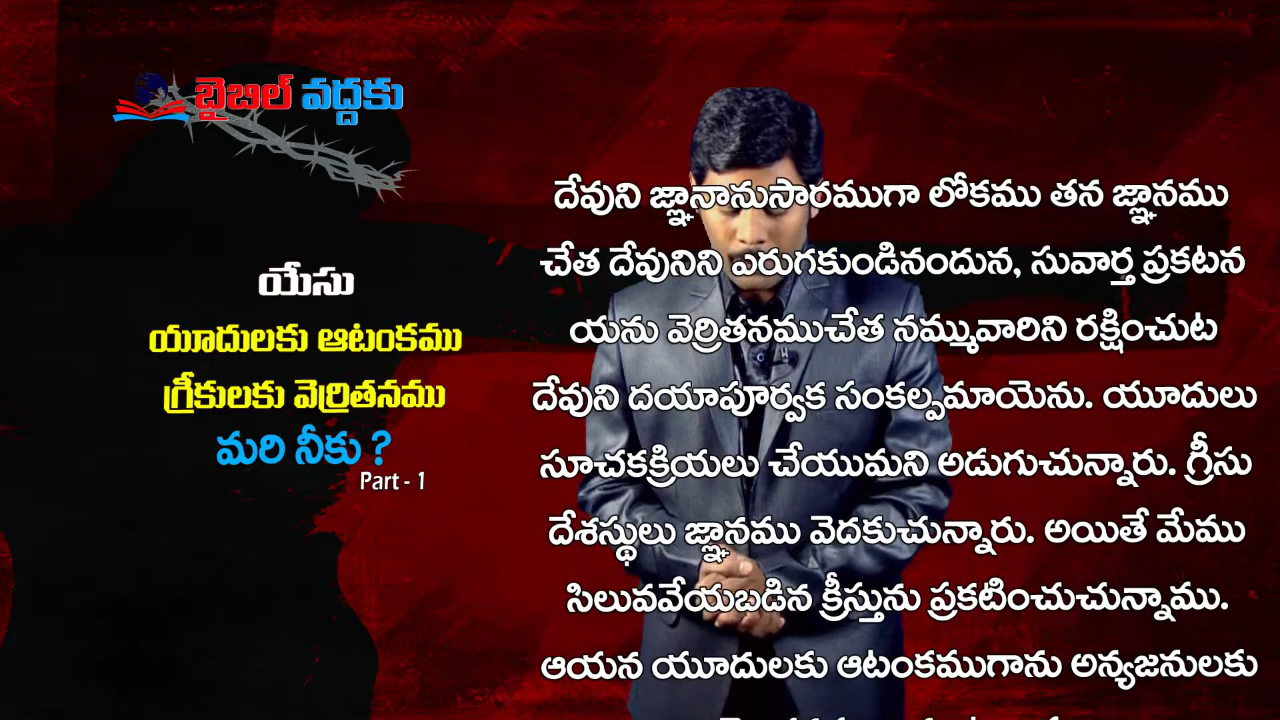 బైబిల్ వద్దకు
యేసు
యూదులకు ఆటంకము
గ్రీకులకు వెర్రితనము
మరి నీకు ?
Part - 1
దేవుని జ్ఞానానుసారముగా లోకము తన జ్ఞానము
చేత దేవునిని ఎరుగకుండినందున, సువార్త ప్రకటన
యను వెర్రితనముచేత నమ్మువారిని రక్షించుట
దేవుని దయాపూర్వక సంకల్పమాయెను. యూదులు
సూచకక్రియలు చేయుమని అడుగుచున్నారు. గ్రీసు
దేశస్థులు జ్ఞానము వెదకుచున్నారు. అయితే మేము
సిలువవేయబడిన క్రీస్తును ప్రకటించుచున్నాము.
ఆయన యూదులకు ఆటంకముగాను అన్యజనులకు